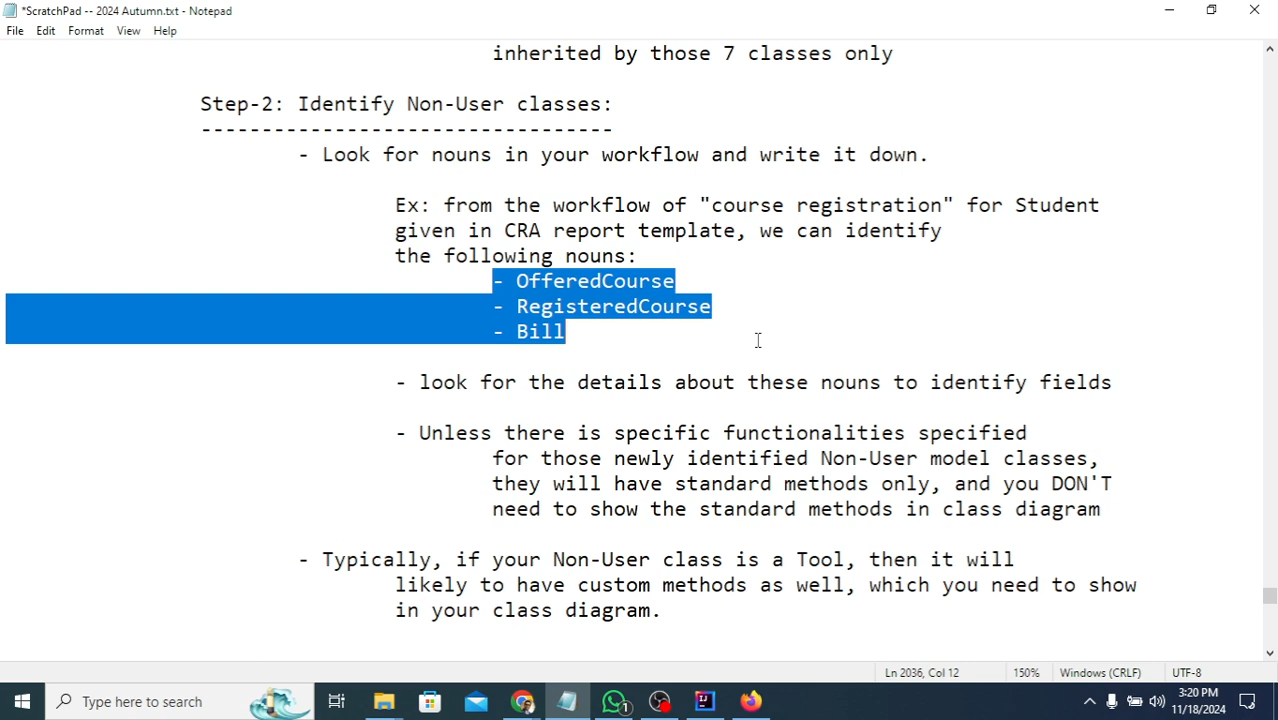 *ScratchPad -- 2024 Autumn.txt - Notepad
File Edit Format View Help
inherited by those 7 classes only
Step-2: Identify Non-User classes:
----------------------------------
- Look for nouns in your workflow and write it down.
Ex: from the workflow of "course registration" for Student
given in CRA report template, we can identify
the following nouns:
- OfferedCourse
- RegisteredCourse
- Bill
- look for the details about these nouns to identify fields
- Unless there is specific functionalities specified
for those newly identified Non-User model classes,
they will have standard methods only, and you DON'T
need to show the standard methods in class diagram
- Typically, if your Non-User class is a Tool, then it will
likely to have custom methods as well, which you need to show
in your class diagram.
Ln 2036, Col 12 150% Windows (CRLF) UTF-8
Type here to search
1
3:20 PM
11/18/2024